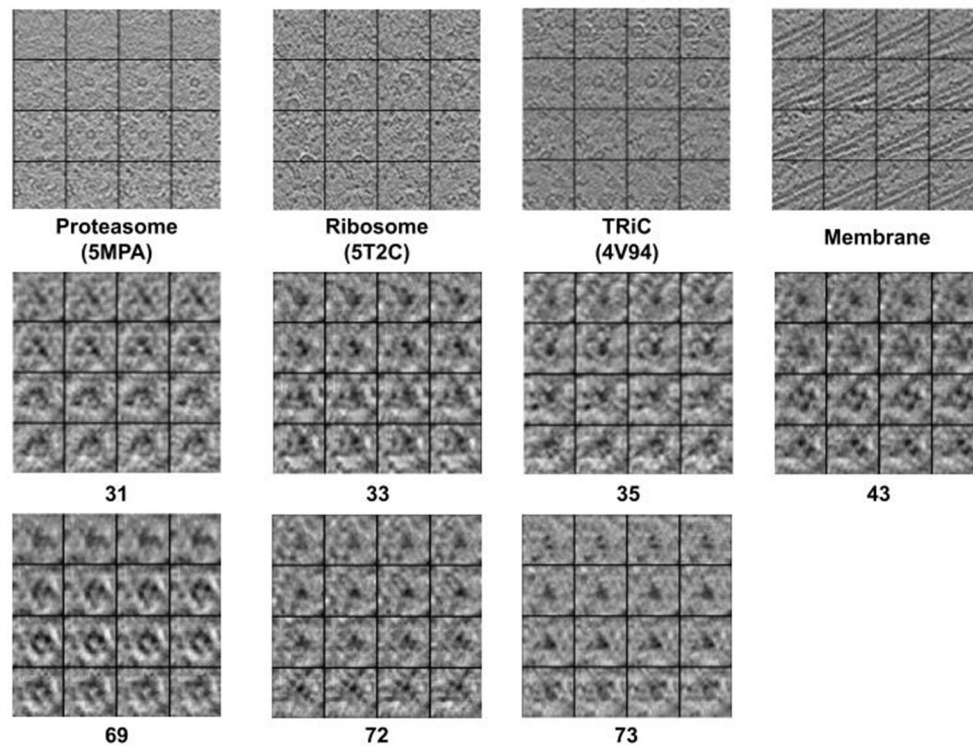 Proteasome
(5MPA)
Ribosome
(5T2C)
TRiC
(4V94)
Membrane
31
33
35
43
69
72
73